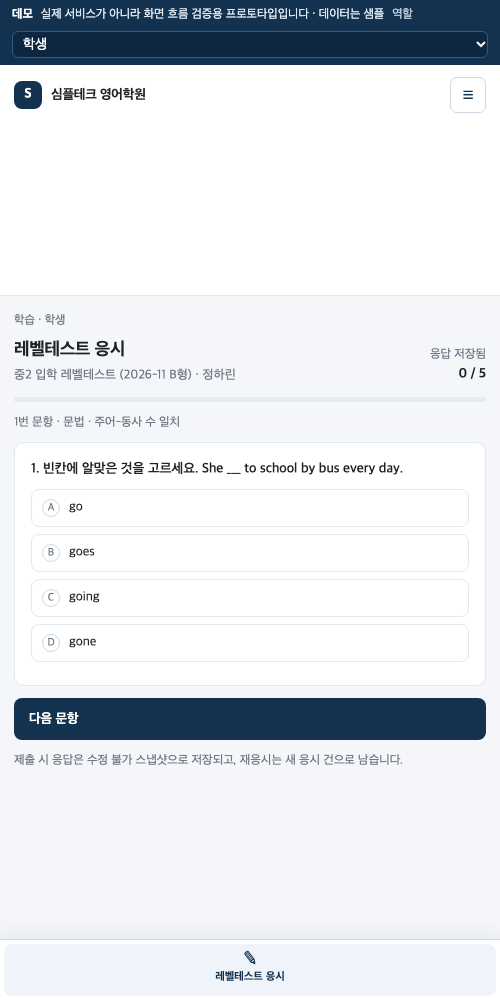 데모 실제 서비스가 아니라 화면 흐름 검증용 프로토타입입니다 · 데이터는 샘플 역할
학생
S 심플테크 영어학원
학습 · 학생
레벨테스트 응시
응답 저장됨
중2 입학 레벨테스트 (2026-11 B형) · 정하린
0 / 5
1번 문항 · 문법 · 주어-동사 수 일치
1. 빈칸에 알맞은 것을 고르세요. She __ to school by bus every day.
A go
B goes
C going
D gone
다음 문항
제출 시 응답은 수정 불가 스냅샷으로 저장되고, 재응시는 새 응시 건으로 남습니다.
레벨테스트 응시